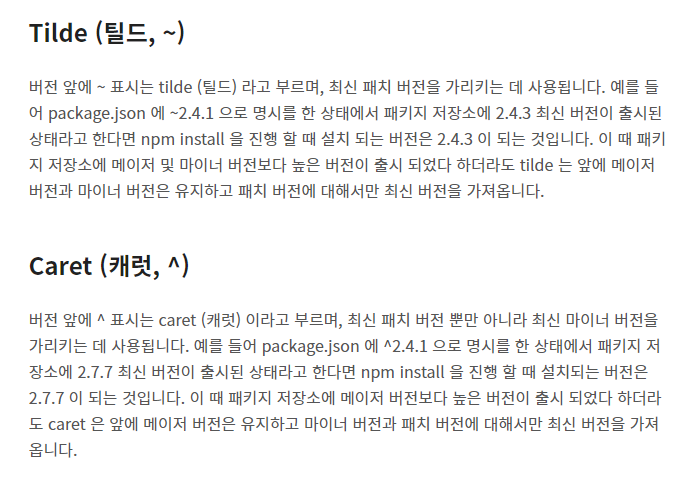 Tilde (틸드, ~)
버전 앞에 ~ 표시는 tilde (틸드) 라고 부르며, 최신 패치 버전을 가리키는 데 사용됩니다. 예를 들
어 package.json 에 ~2.4.1 으로 명시를 한 상태에서 패키지 저장소에 2.4.3 최신 버전이 출시된
상태라고 한다면 npm install 을 진행 할 때 설치 되는 버전은 2.4.3 이 되는 것입니다. 이 때 패키
지 저장소에 메이저 및 마이너 버전보다 높은 버전이 출시 되었다 하더라도 tilde 는 앞에 메이저
버전과 마이너 버전은 유지하고 패치 버전에 대해서만 최신 버전을 가져옵니다.
Caret (캐럿, ^)
버전 앞에 ^ 표시는 caret (캐럿) 이라고 부르며, 최신 패치 버전 뿐만 아니라 최신 마이너 버전을
가리키는 데 사용됩니다. 예를 들어 package.json 에 ^2.4.1 으로 명시를 한 상태에서 패키지 저
장소에 2.7.7 최신 버전이 출시된 상태라고 한다면 npm install 을 진행 할 때 설치되는 버전은
2.7.7 이 되는 것입니다. 이 때 패키지 저장소에 메이저 버전보다 높은 버전이 출시 되었다 하더라
도 caret 은 앞에 메이저 버전은 유지하고 마이너 버전과 패치 버전에 대해서만 최신 버전을 가져
옵니다.